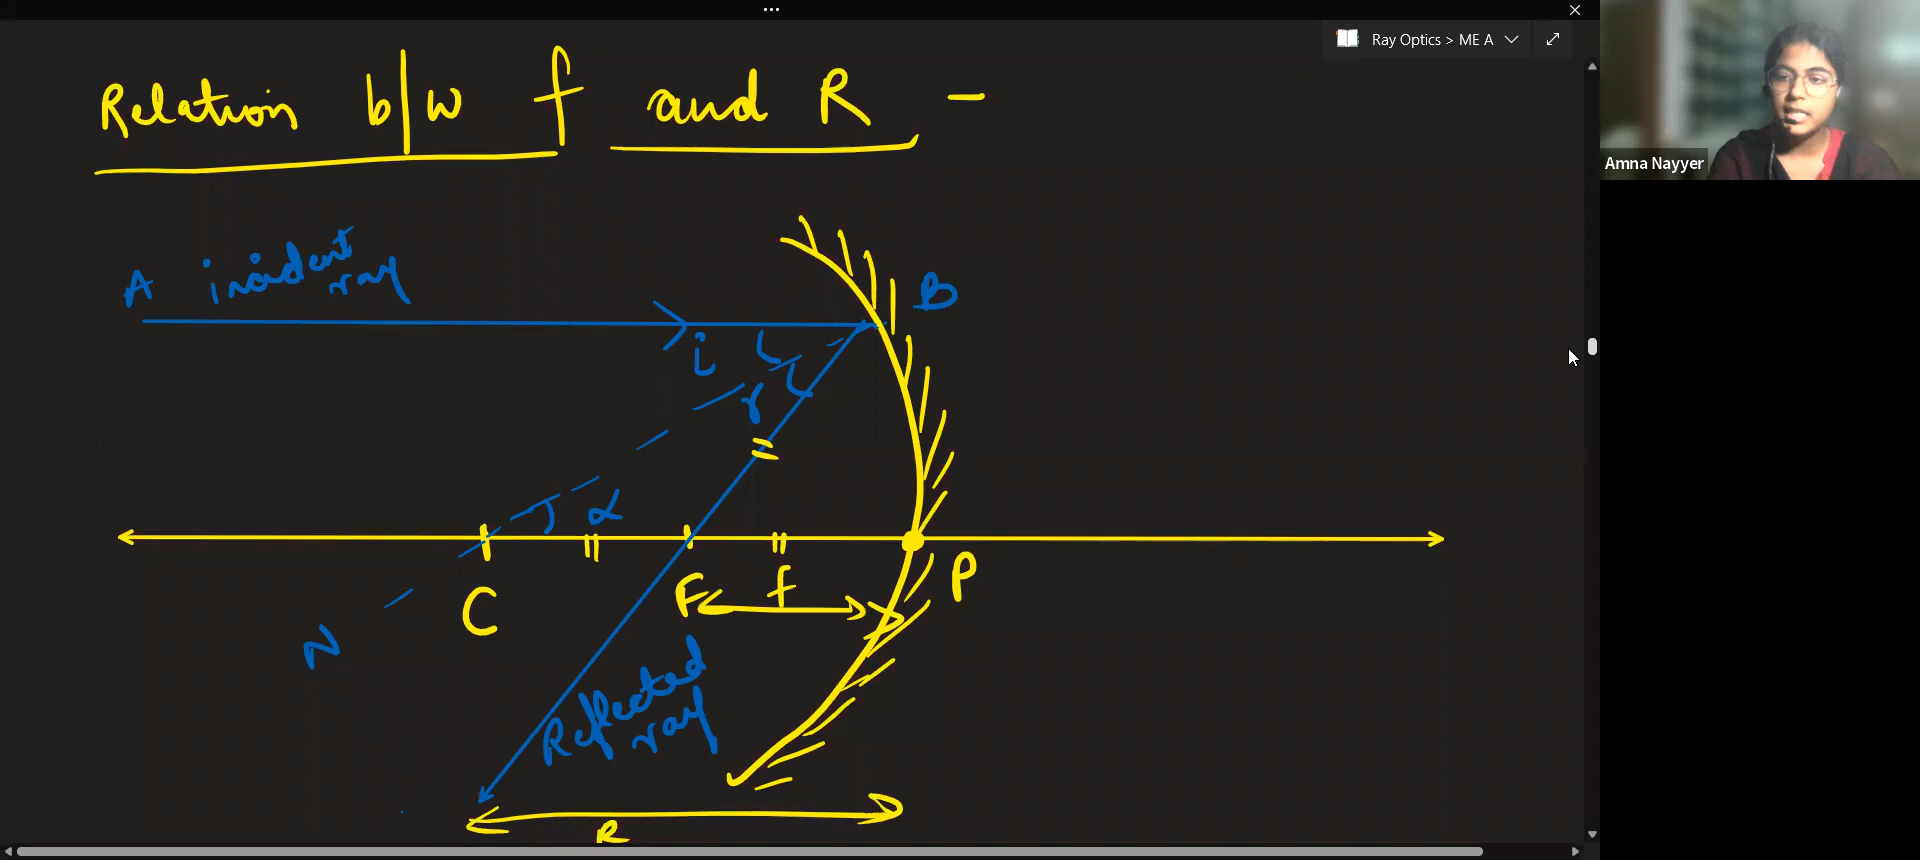 Ray Optics > ME A
Amna Nayyer
Relation b/w f and R -
A incident
ray
B
i
r
α
C
F
f
P
N
Reflected
ray
R